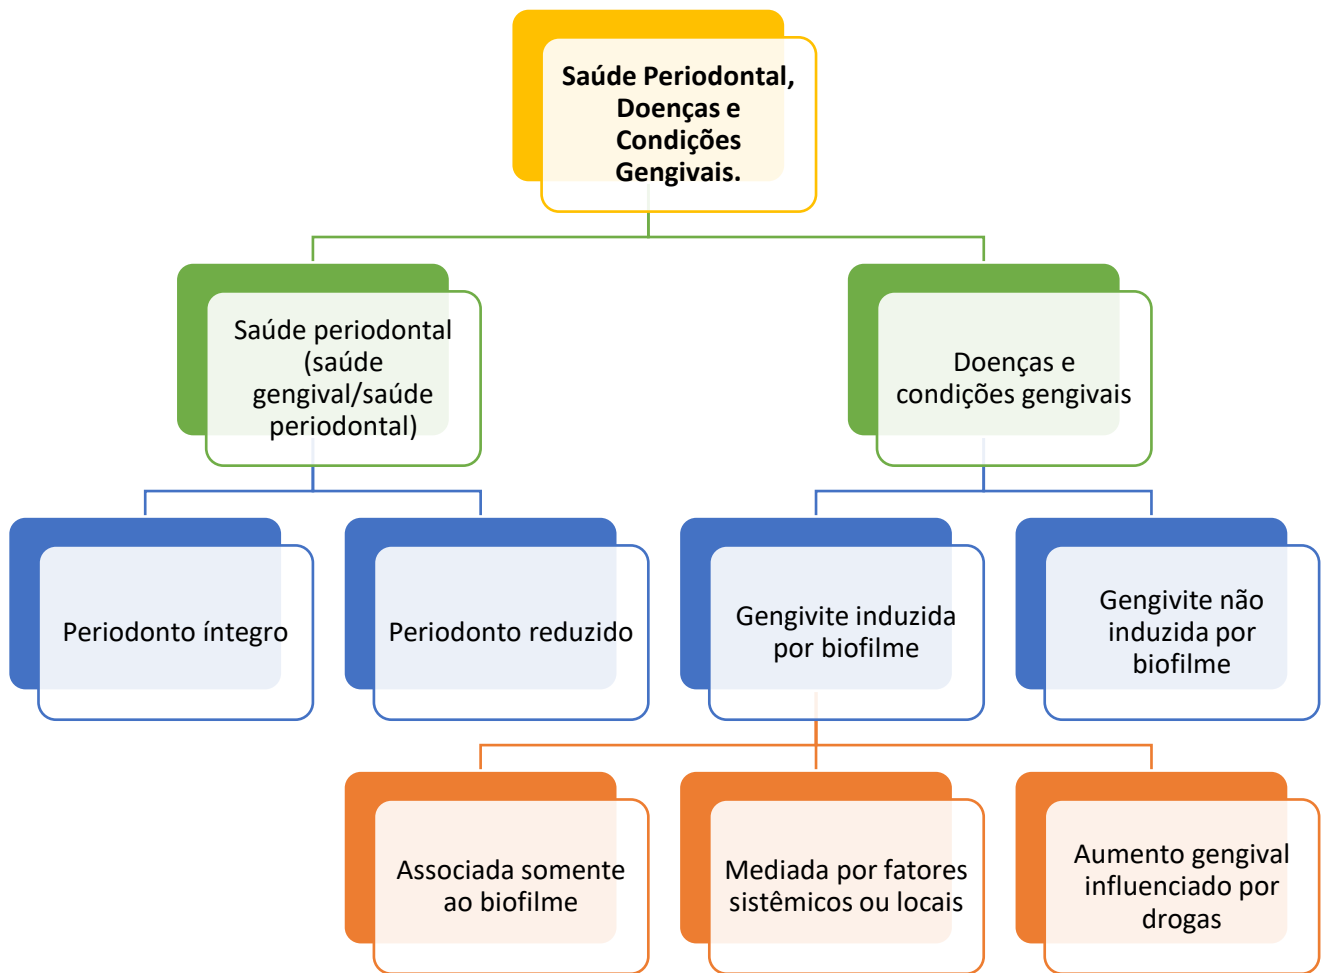 Saúde Periodontal,
Doenças e
Condições
Gengivais.
Saúde periodontal
(saúde
gengival/saúde
periodontal)
Doenças e
condições gengivais
Periodonto íntegro
Periodonto reduzido
Gengivite induzida
por biofilme
Gengivite não
induzida por
biofilme
Associada somente
ao biofilme
Mediada por fatores
sistêmicos ou locais
Aumento gengival
influenciado por
drogas